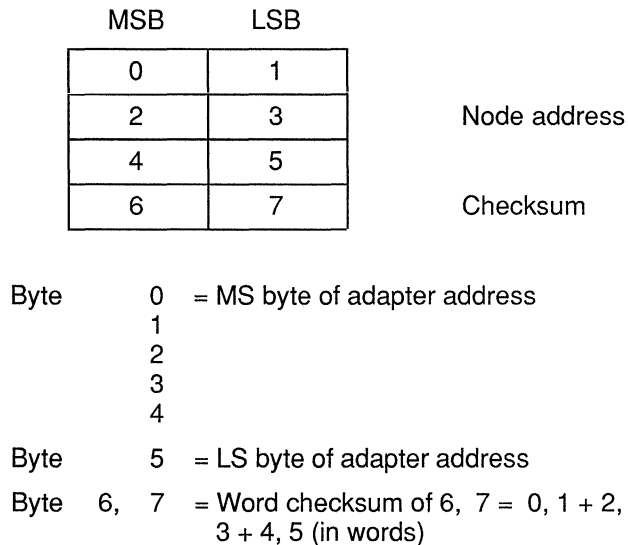 MSB LSB
0 1
2 3 Node address
4 5
6 7 Checksum
Byte 0 = MS byte of adapter address
1
2
3
4
Byte 5 = LS byte of adapter address
Byte 6, 7 = Word checksum of 6, 7 = 0, 1 + 2,
3 + 4, 5 (in words)